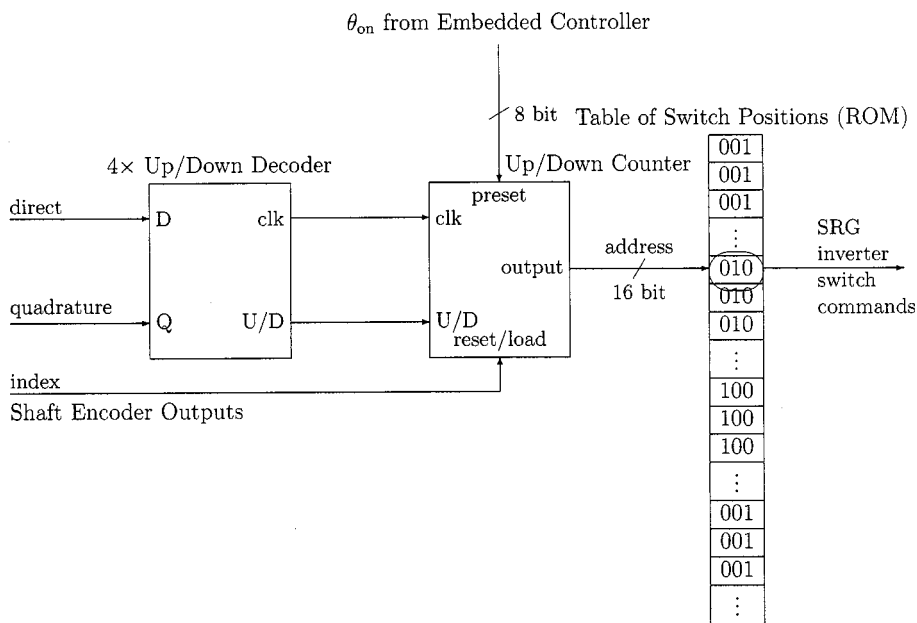 θon from Embedded Controller
8 bit
Table of Switch Positions (ROM)
4× Up/Down Decoder
Up/Down Counter
direct
quadrature
index
Shaft Encoder Outputs
D
clk
Q
U/D
preset
clk
output
U/D
reset/load
address
16 bit
001
001
001
⋮
010
010
010
⋮
100
100
100
⋮
001
001
001
⋮
SRG
inverter
switch
commands